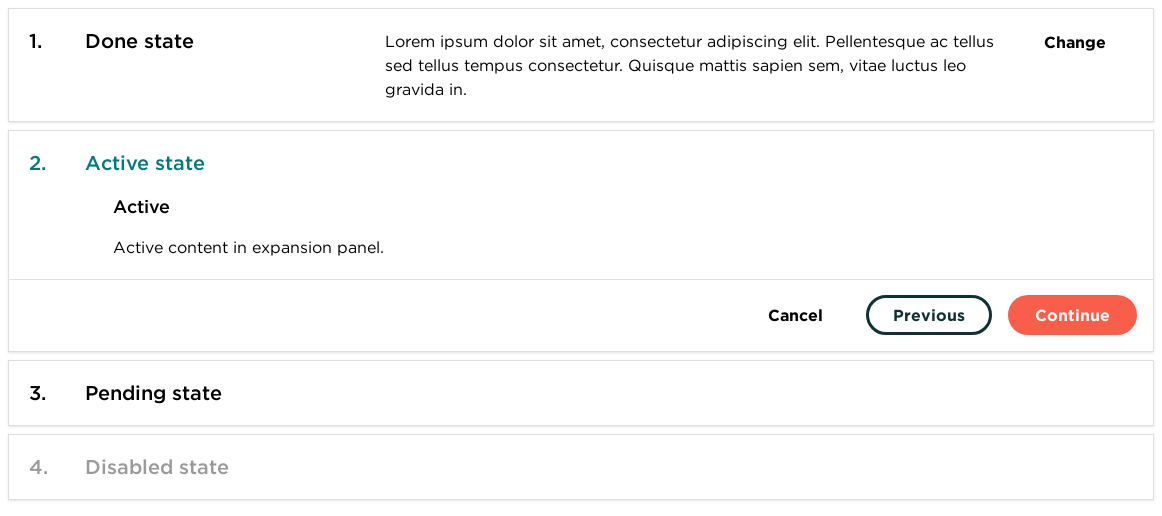 1. Done state Lorem ipsum dolor sit amet, consectetur adipiscing elit. Pellentesque ac tellus Change
sed tellus tempus consectetur. Quisque mattis sapien sem, vitae luctus leo
gravida in.
2. Active state
Active
Active content in expansion panel.
Cancel Previous Continue
3. Pending state
4. Disabled state